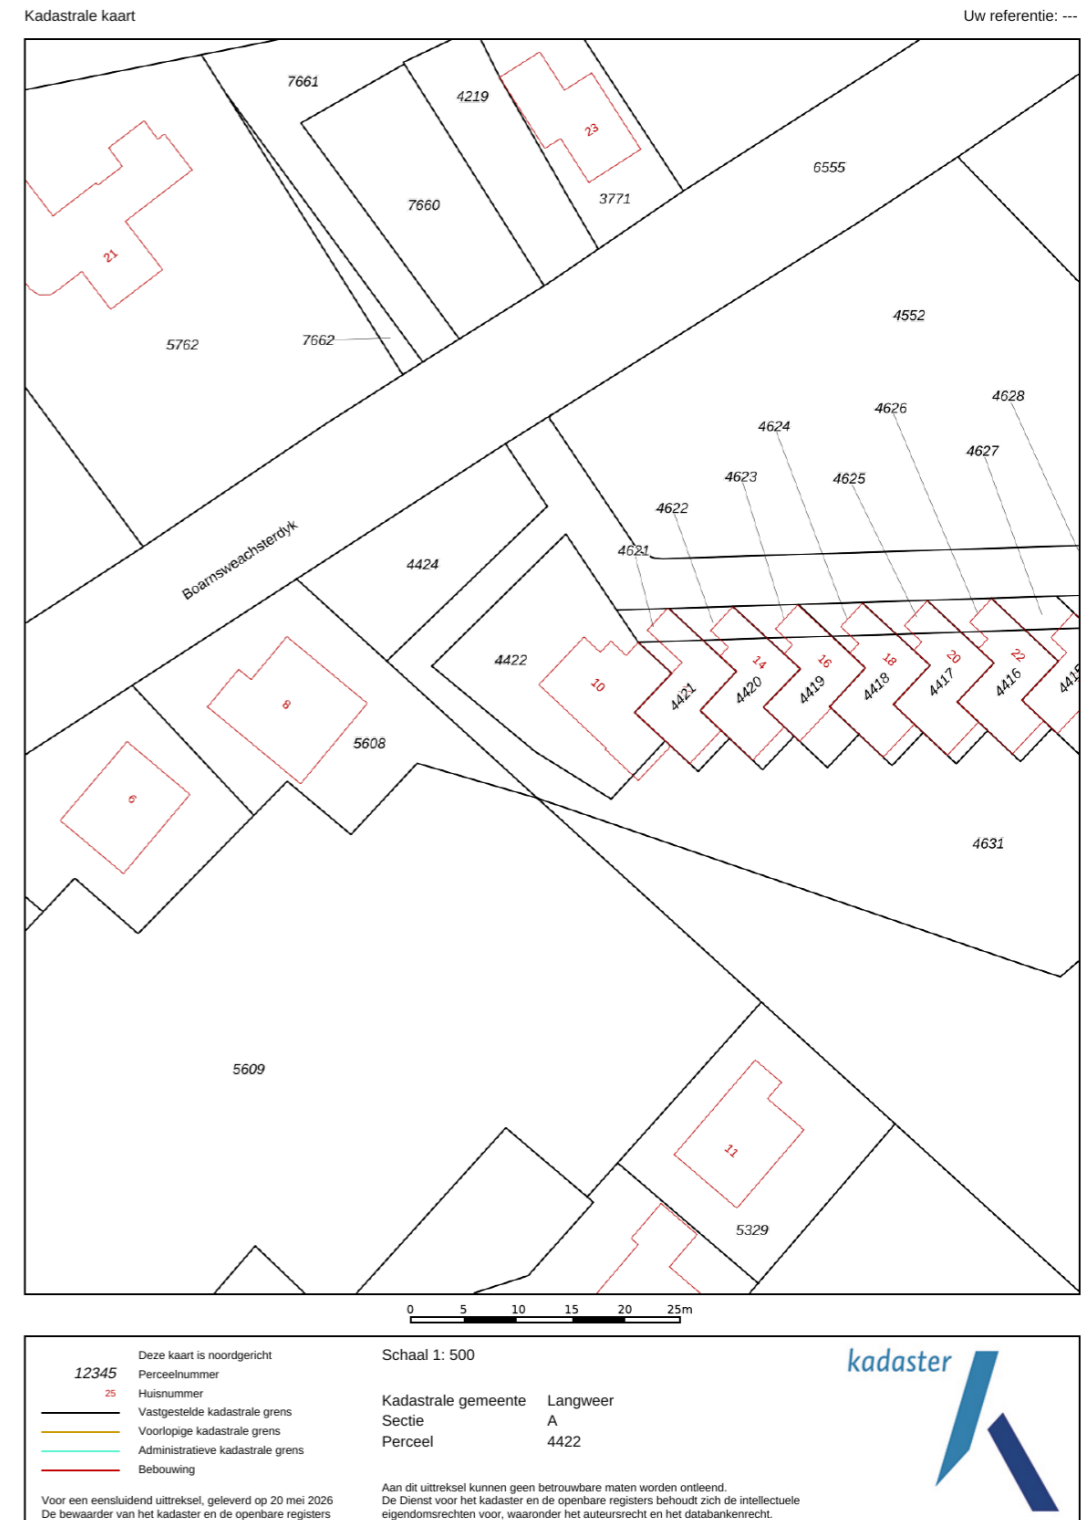 Kadastrale kaart
Uw referentie: ---
7661
4219
23
6555
3771
7660
21
5762
7662
4552
4628
4626
4624
4627
4623
4625
4622
4621
Boarnsweachsterdyk
4424
4422
10
14
16
18
20
22
4421
4420
4419
4418
4417
4416
4415
8
5608
6
4631
5609
11
5329
0 5 10 15 20 25m
Deze kaart is noordgericht
12345 Perceelnummer
25 Huisnummer
Vastgestelde kadastrale grens
Voorlopige kadastrale grens
Administratieve kadastrale grens
Bebouwing
Voor een eensluidend uittreksel, geleverd op 20 mei 2026
De bewaarder van het kadaster en de openbare registers
Schaal 1: 500
Kadastrale gemeente Langweer
Sectie A
Perceel 4422
Aan dit uittreksel kunnen geen betrouwbare maten worden ontleend.
De Dienst voor het kadaster en de openbare registers behoudt zich de intellectuele
eigendomsrechten voor, waaronder het auteursrecht en het databankenrecht.
kadaster